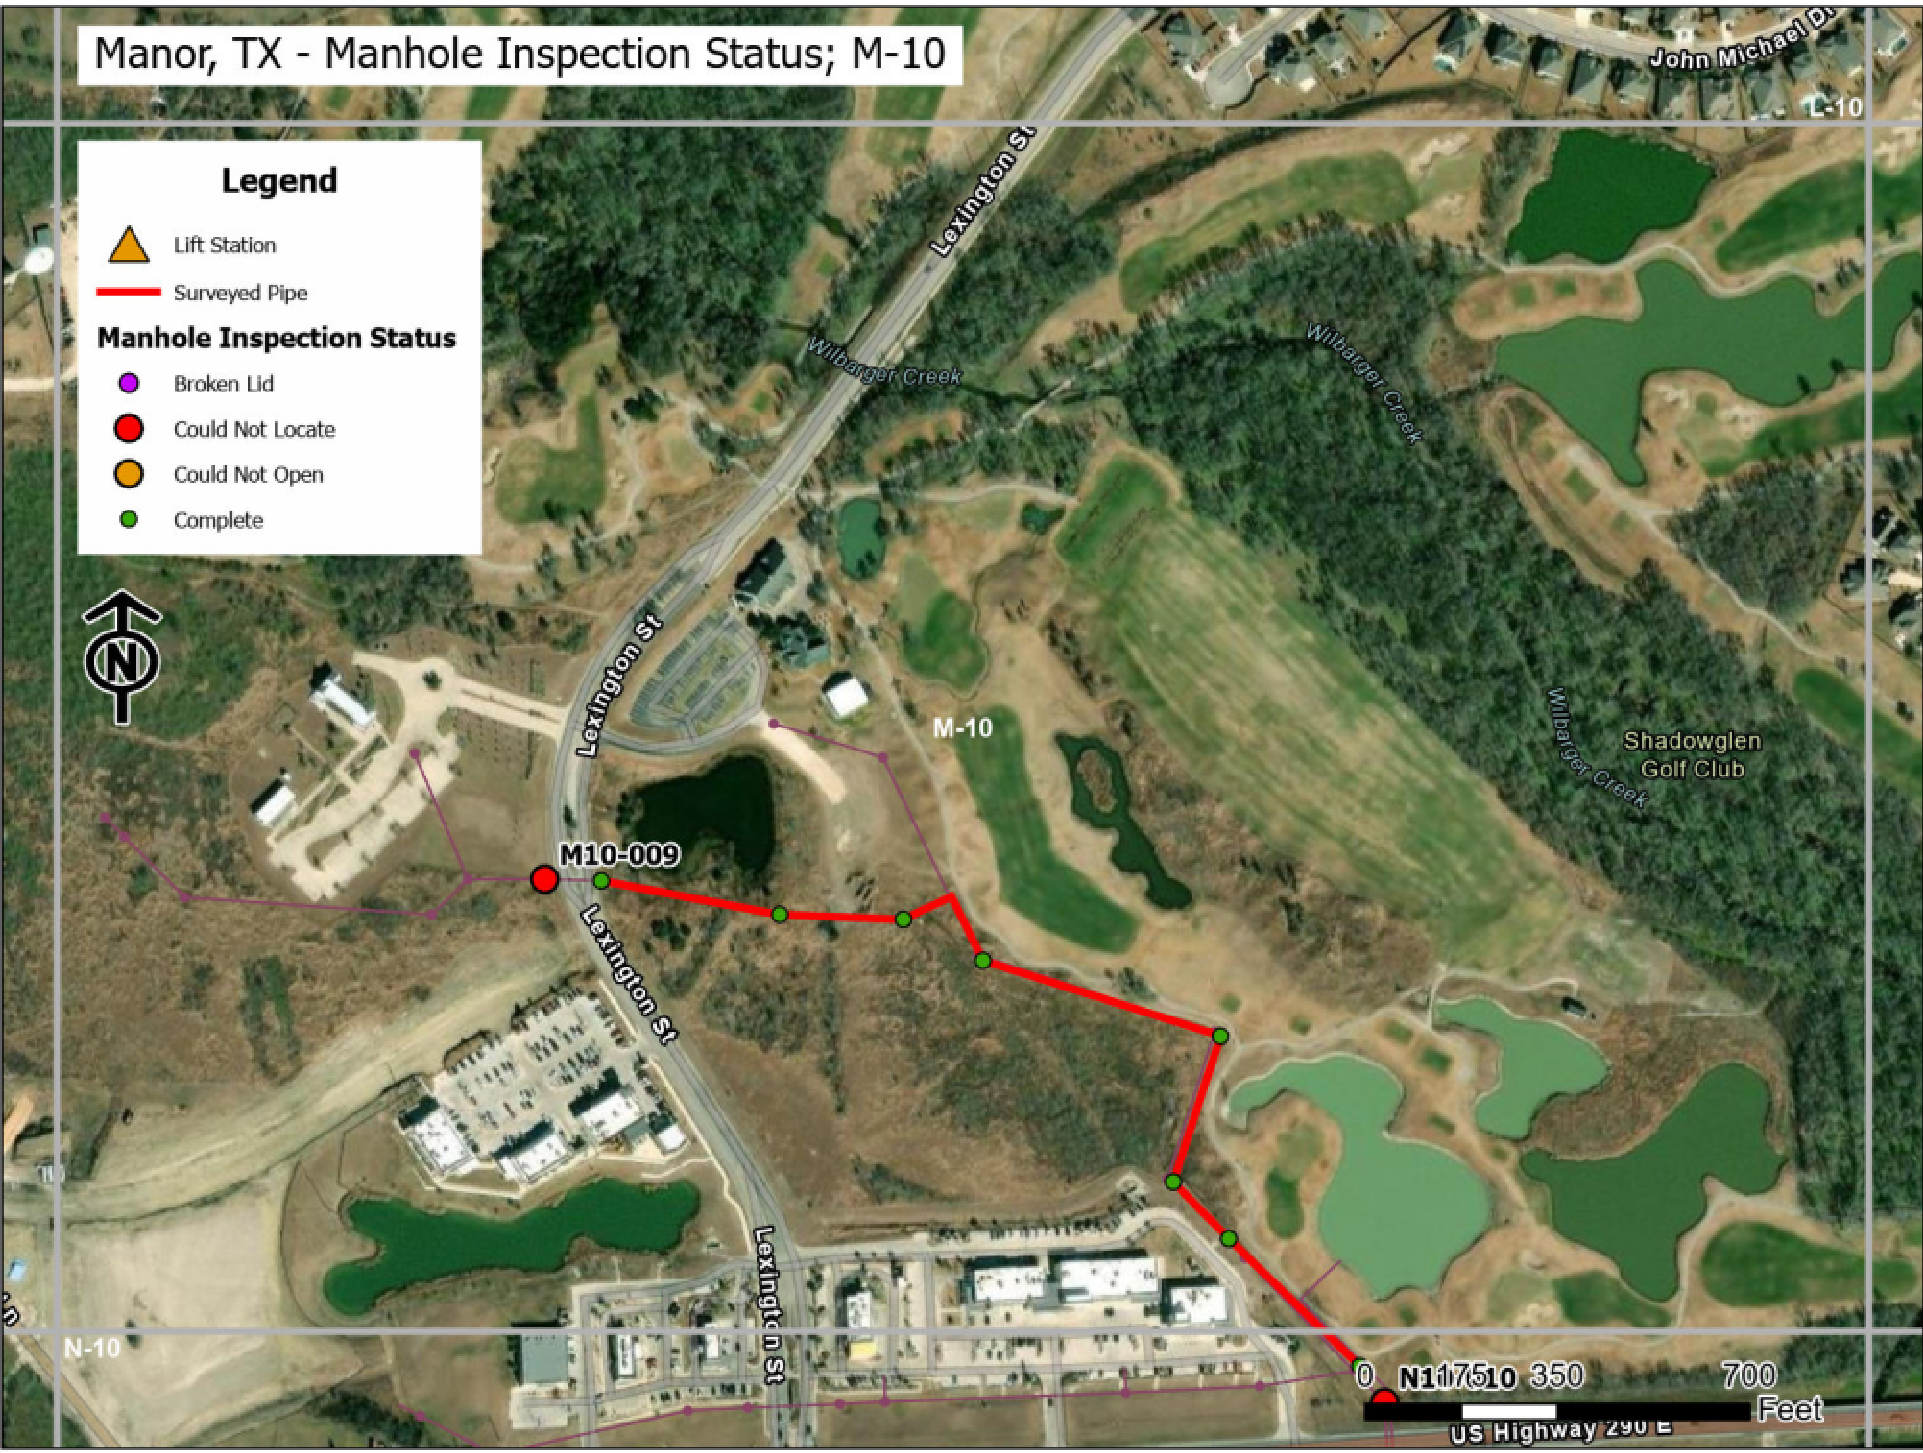 Manor, TX - Manhole Inspection Status; M-10
John Michael Dr
L-10
Legend
Lift Station
Surveyed Pipe
Manhole Inspection Status
Broken Lid
Could Not Locate
Could Not Open
Complete
N
Lexington St
Wilbarger Creek
Wilbarger Creek
Lexington St
M-10
Wilbarger Creek
Shadowglen
Golf Club
M10-009
Lexington St
Lexington St
N-10
0 175 350 700
Feet
US Highway 290 E